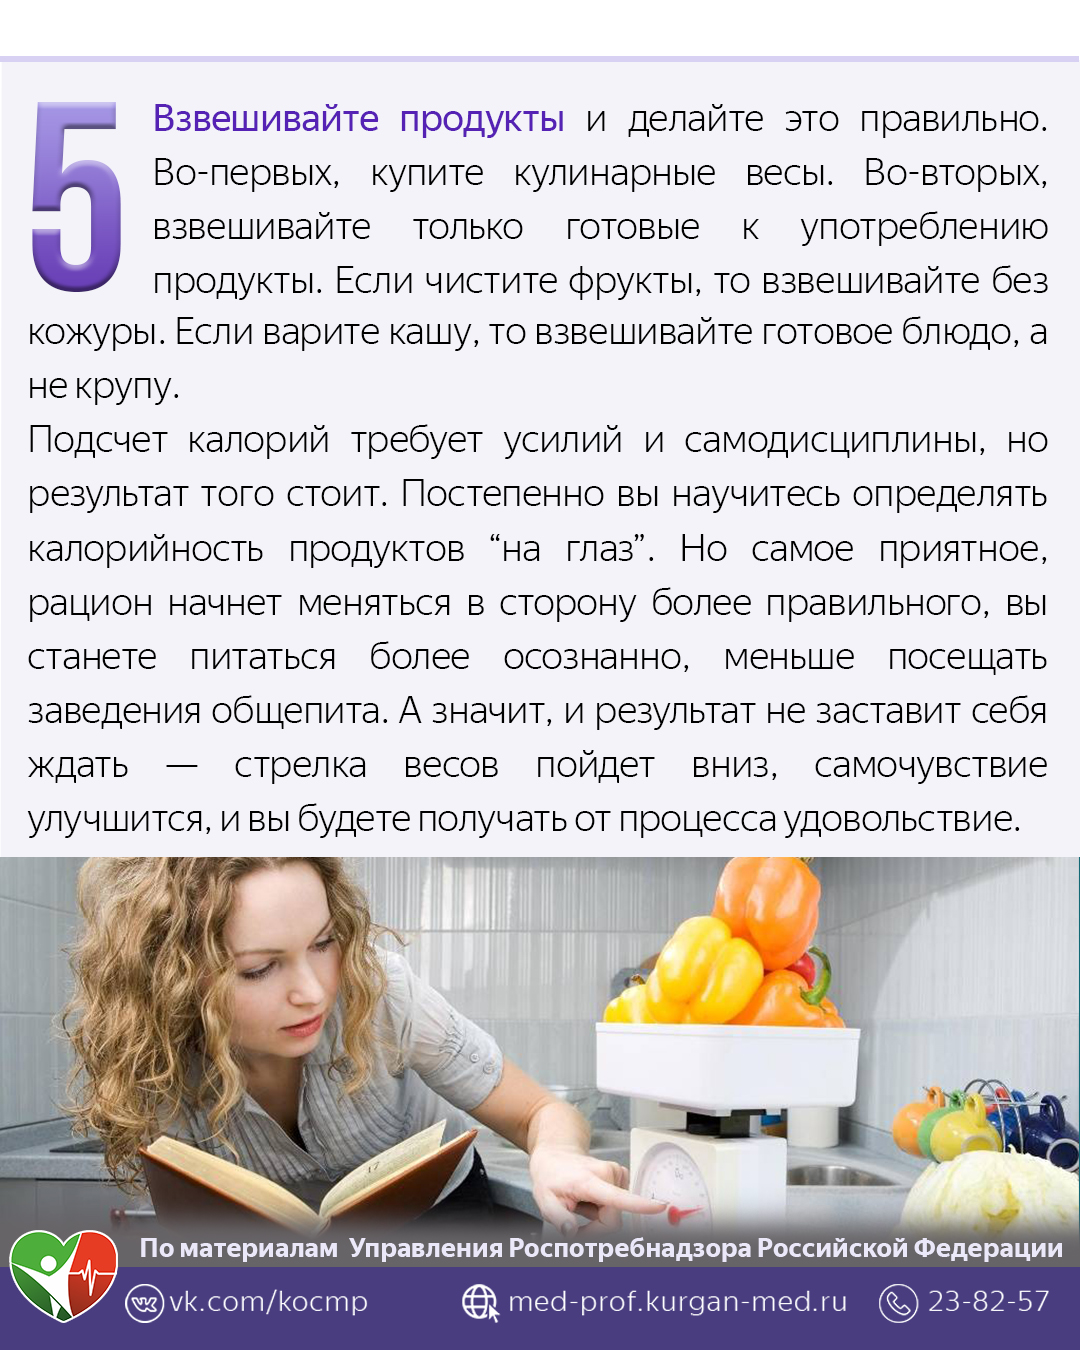 5
Взвешивайте продукты и делайте это правильно.
Во-первых, купите кулинарные весы. Во-вторых,
взвешивайте только готовые к употреблению
продукты. Если чистите фрукты, то взвешивайте без
кожуры. Если варите кашу, то взвешивайте готовое блюдо, а
не крупу.
Подсчет калорий требует усилий и самодисциплины, но
результат того стоит. Постепенно вы научитесь определять
калорийность продуктов “на глаз”. Но самое приятное,
рацион начнет меняться в сторону более правильного, вы
станете питаться более осознанно, меньше посещать
заведения общепита. А значит, и результат не заставит себя
ждать — стрелка весов пойдет вниз, самочувствие
улучшится, и вы будете получать от процесса удовольствие.
17
По материалам Управления Роспотребнадзора Российской Федерации
vk.com/kocmp med-prof.kurgan-med.ru 23-82-57